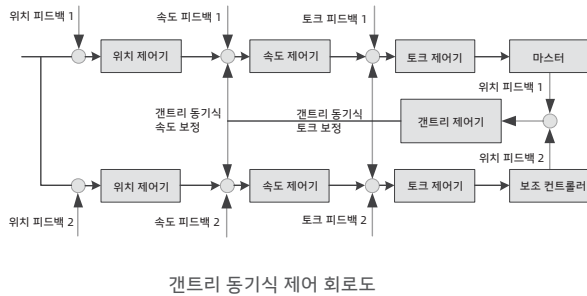 위치 피드백 1
속도 피드백 1
토크 피드백 1
위치 제어기
속도 제어기
토크 제어기
마스터
위치 피드백 1
갠트리 동기식
속도 보정
갠트리 동기식
토크 보정
갠트리 제어기
위치 피드백 2
위치 제어기
속도 제어기
토크 제어기
보조 컨트롤러
위치 피드백 2
속도 피드백 2
토크 피드백 2
갠트리 동기식 제어 회로도